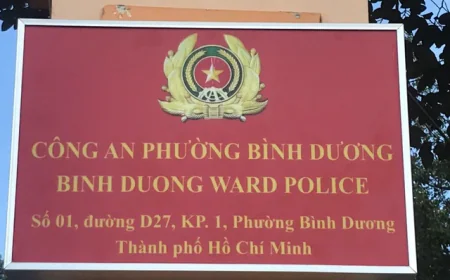 CÔNG AN PHƯỜNG BÌNH DƯƠNG
BINH DUONG WARD POLICE
Số 01, đường D27, KP. 1, Phường Bình Dương
Thành phố Hồ Chí Minh